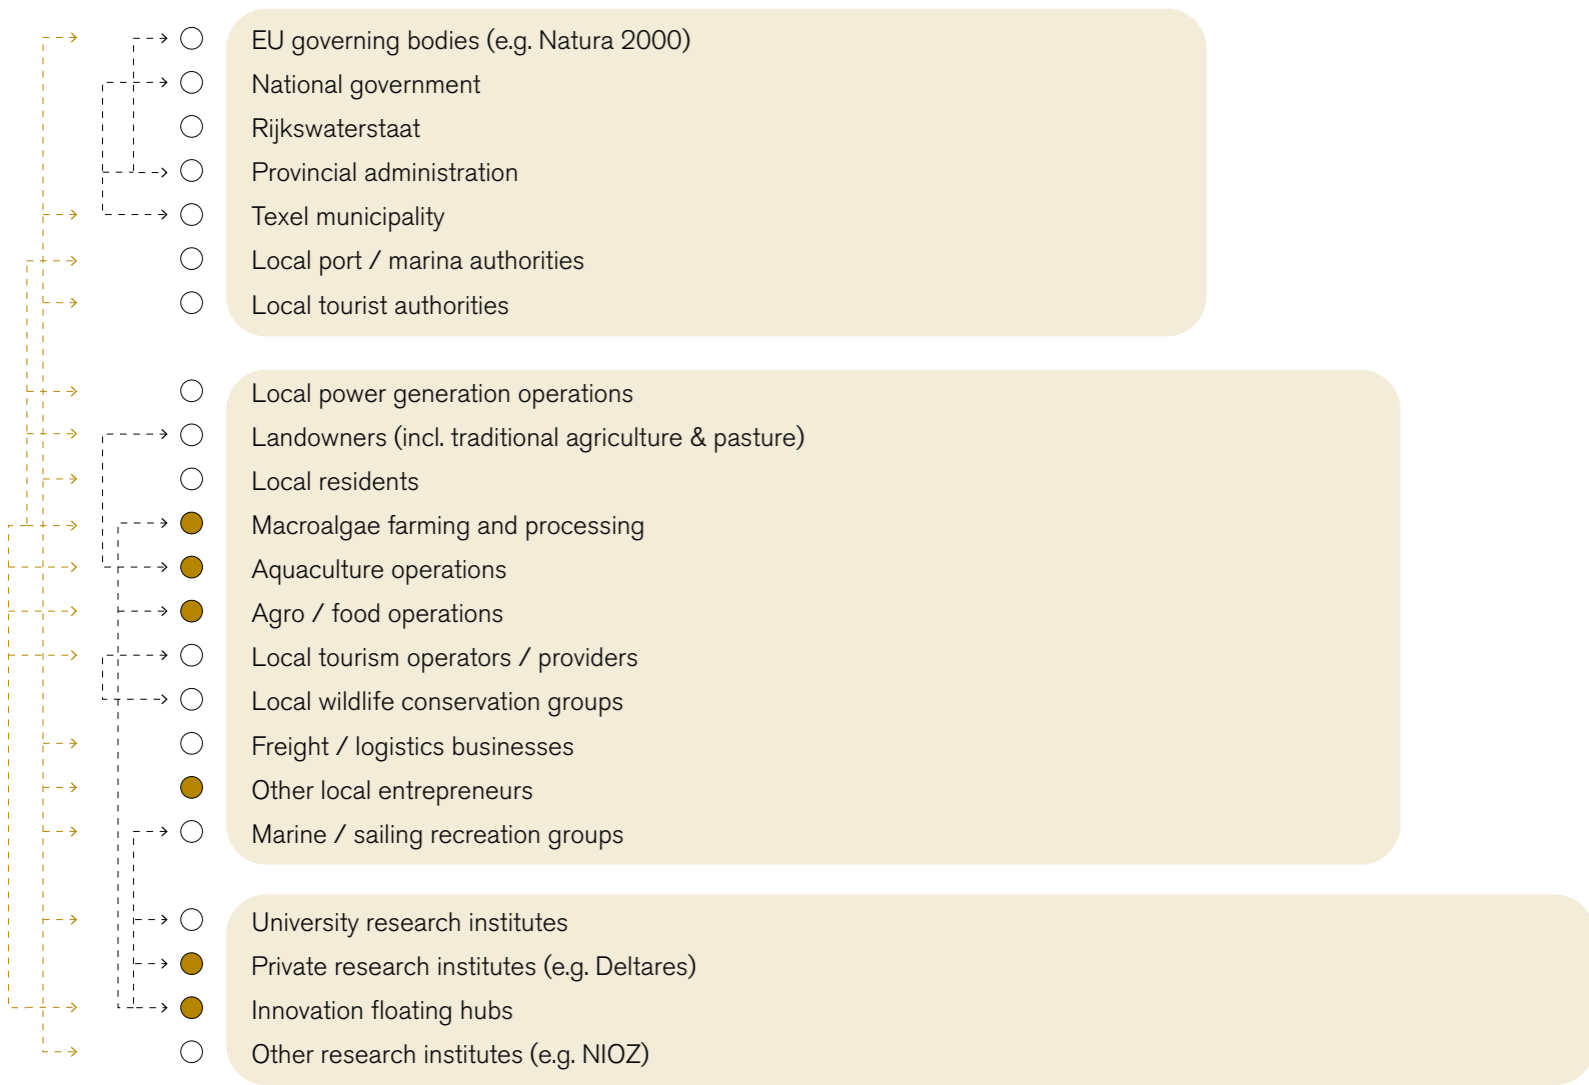 EU governing bodies (e.g. Natura 2000)
National government
Rijkswaterstaat
Provincial administration
Texel municipality
Local port / marina authorities
Local tourist authorities
Local power generation operations
Landowners (incl. traditional agriculture & pasture)
Local residents
Macroalgae farming and processing
Aquaculture operations
Agro / food operations
Local tourism operators / providers
Local wildlife conservation groups
Freight / logistics businesses
Other local entrepreneurs
Marine / sailing recreation groups
University research institutes
Private research institutes (e.g. Deltares)
Innovation floating hubs
Other research institutes (e.g. NIOZ)